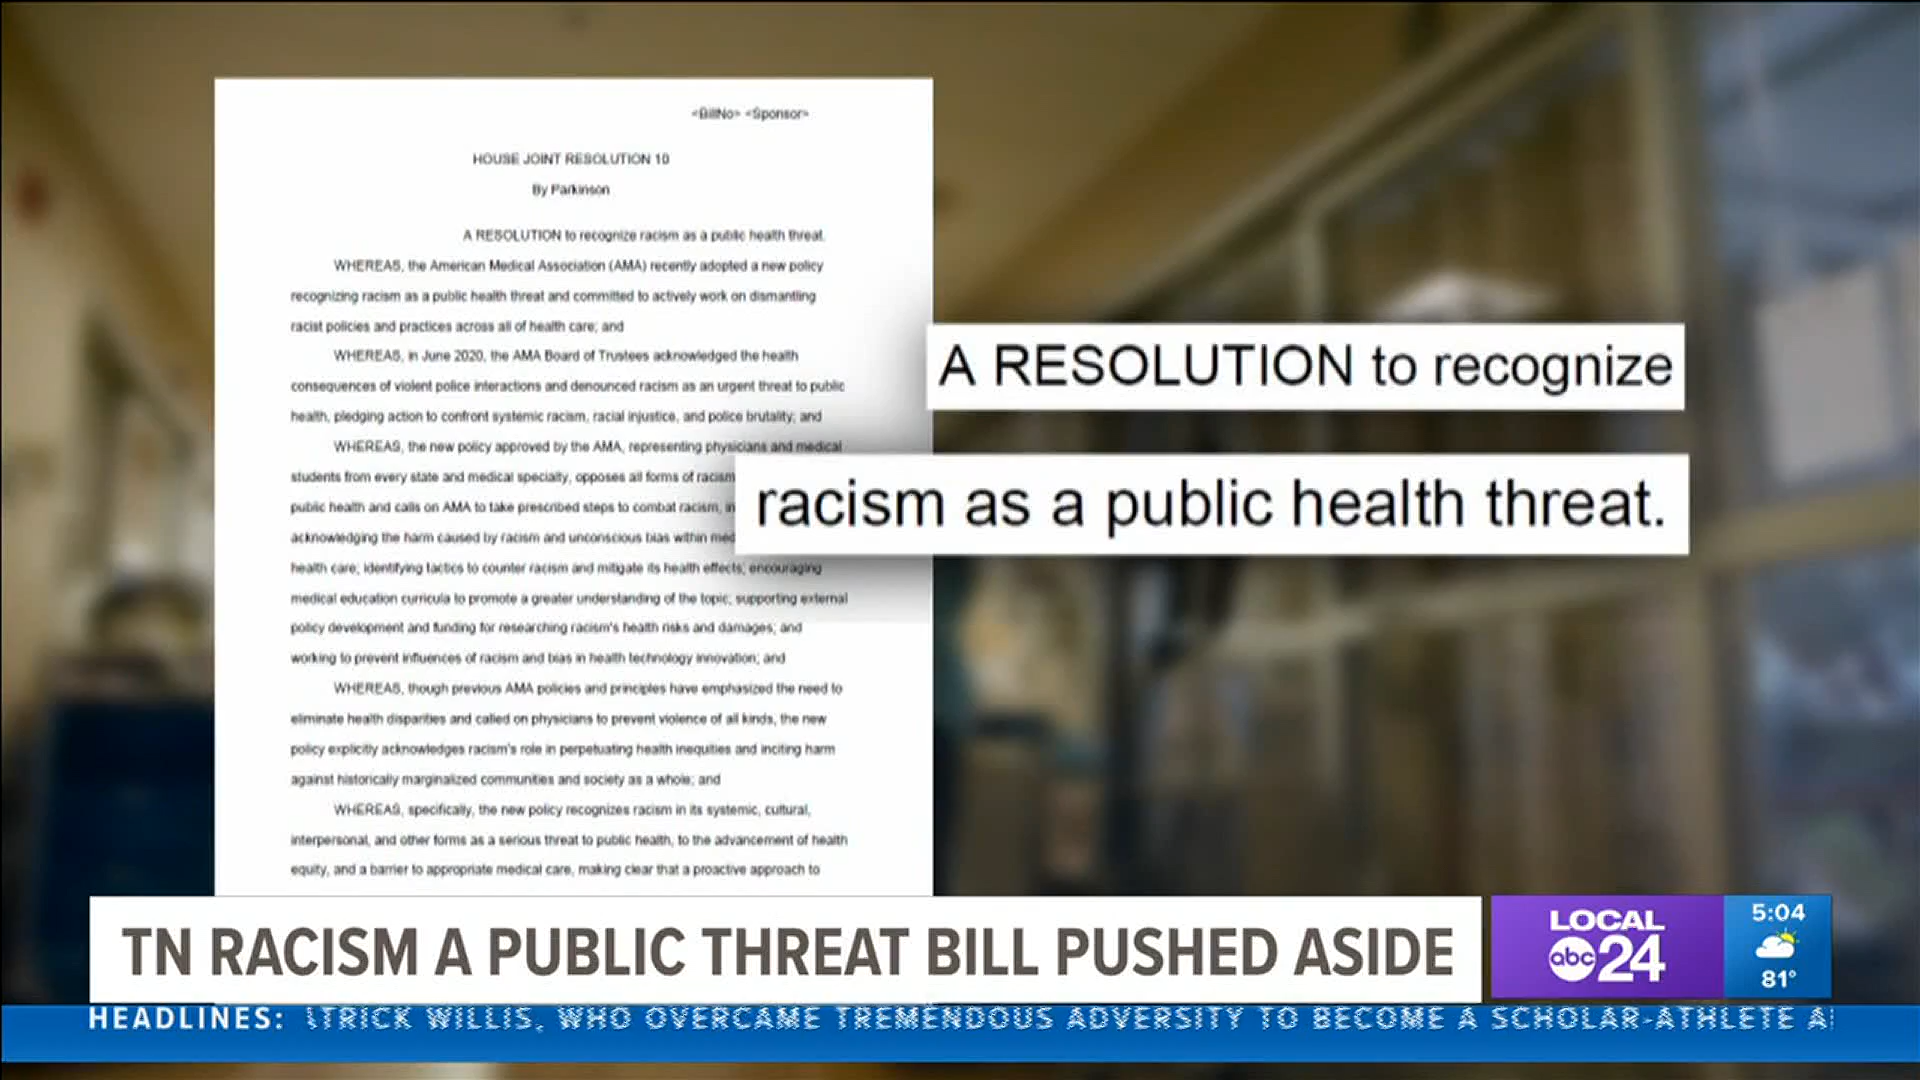 <BillNo> <Sponsor>
HOUSE JOINT RESOLUTION 10
By Parkinson
A RESOLUTION to recognize racism as a public health threat.
WHEREAS, the American Medical Association (AMA) recently adopted a new policy
recognizing racism as a public health threat and committed to actively work on dismantling
racist policies and practices across all of health care; and
WHEREAS, in June 2020, the AMA Board of Trustees acknowledged the health
consequences of violent police interactions and denounced racism as an urgent threat to public
health, pledging action to confront systemic racism, racial injustice, and police brutality; and
WHEREAS, the new policy approved by the AMA, representing physicians and medical
students from every state and medical specialty, opposes all forms of racism
public health and calls on AMA to take prescribed steps to combat racism, in
acknowledging the harm caused by racism and unconscious bias within med
health care; identifying tactics to counter racism and mitigate its health effects; encouraging
medical education curricula to promote a greater understanding of the topic; supporting external
policy development and funding for researching racism's health risks and damages; and
working to prevent influences of racism and bias in health technology innovation; and
WHEREAS, though previous AMA policies and principles have emphasized the need to
eliminate health disparities and called on physicians to prevent violence of all kinds, the new
policy explicitly acknowledges racism's role in perpetuating health inequities and inciting harm
against historically marginalized communities and society as a whole; and
WHEREAS, specifically, the new policy recognizes racism in its systemic, cultural,
interpersonal, and other forms as a serious threat to public health, to the advancement of health
equity, and a barrier to appropriate medical care, making clear that a proactive approach to
A RESOLUTION to recognize
racism as a public health threat.
TN RACISM A PUBLIC THREAT BILL PUSHED ASIDE
LOCAL
abc 24
5:04
81°
HEADLINES: TRICK WILLIS, WHO OVERCAME TREMENDOUS ADVERSITY TO BECOME A SCHOLAR-ATHLETE A